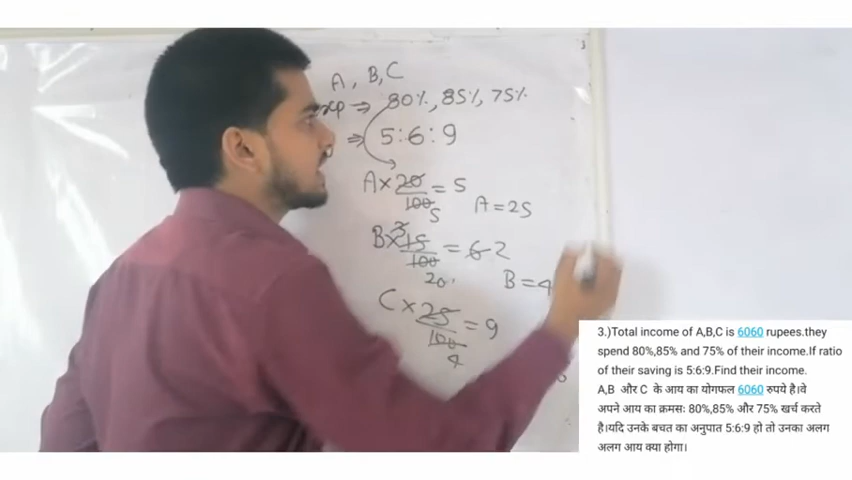 A, B, C
exp ⇒ 80%, 85%, 75%
⇒ 5:6:9
A × 20/100 = 5
5
A = 25
B × 15/100 = 6 2
3
20
B = 4
C × 25/100 = 9
4
3.)Total income of A,B,C is 6060 rupees.they
spend 80%,85% and 75% of their income.If ratio
of their saving is 5:6:9.Find their income.
A,B और C के आय का योगफल 6060 रुपये है।वे
अपने आय का क्रमसः 80%,85% और 75% खर्च करते
है।यदि उनके बचत का अनुपात 5:6:9 हो तो उनका अलग
अलग आय क्या होगा।